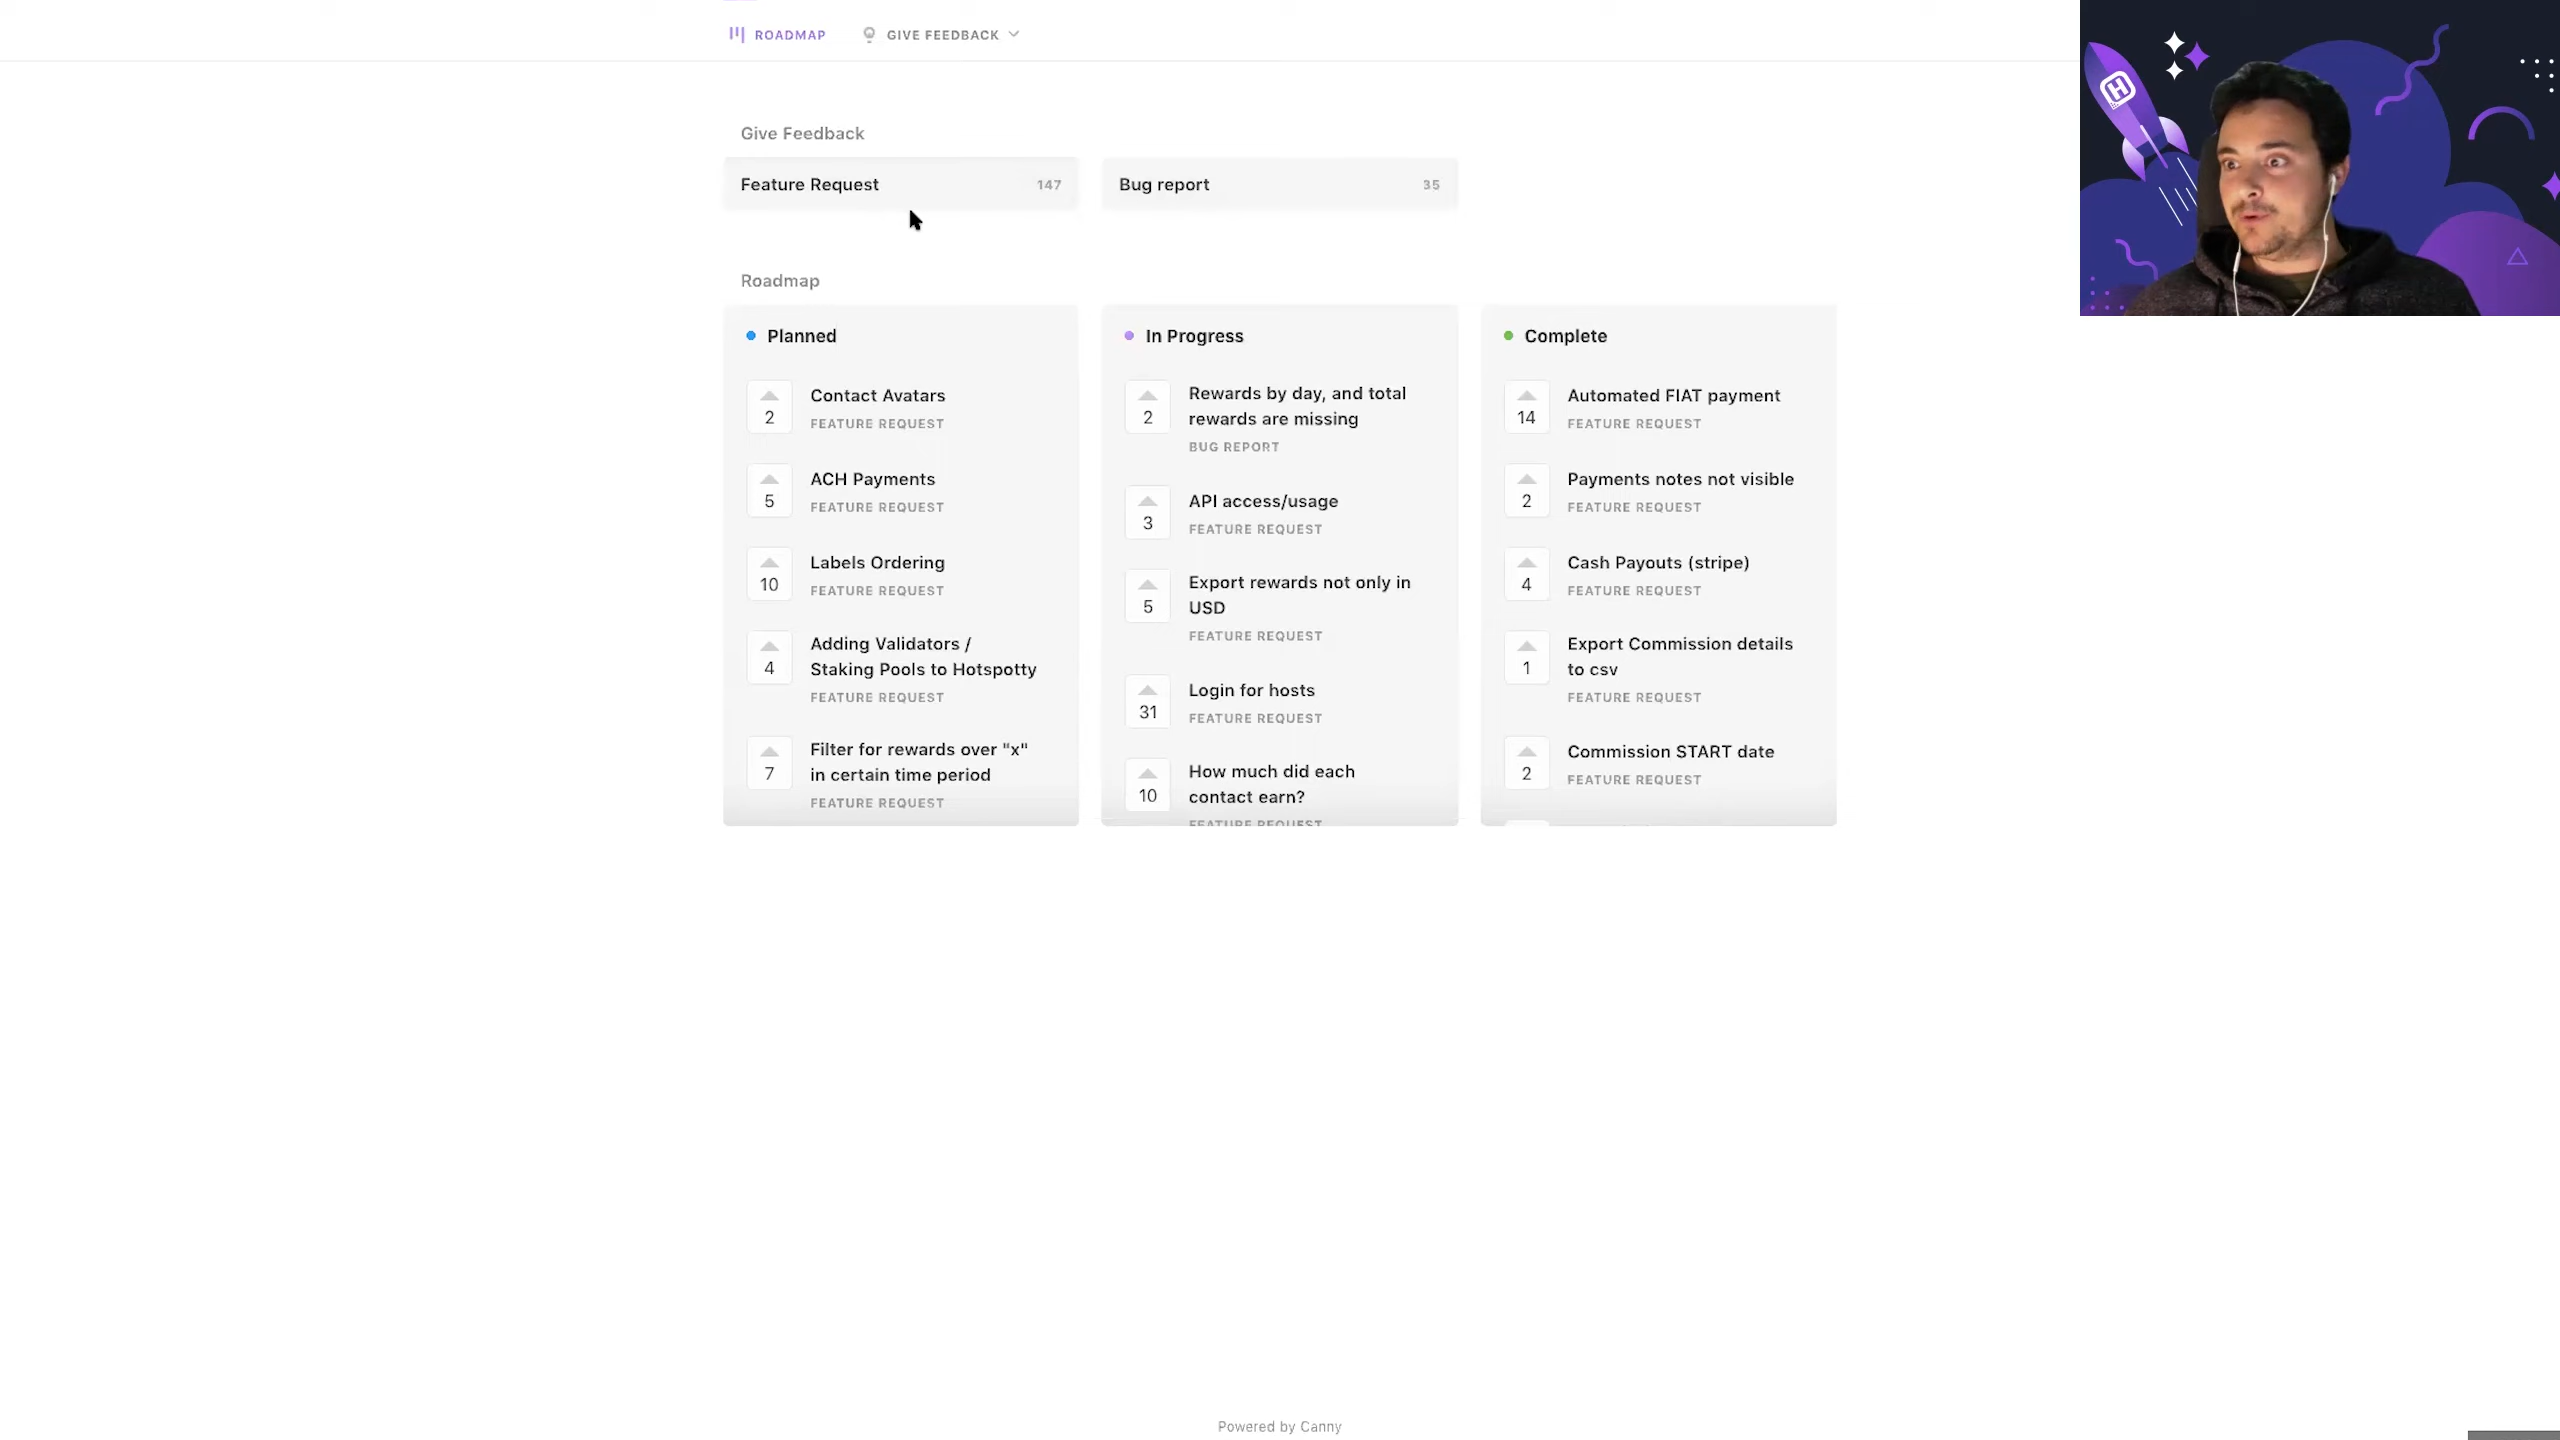 ROADMAP
GIVE FEEDBACK
Give Feedback
Feature Request
147
Bug report
35
Roadmap
Planned
2
Contact Avatars
FEATURE REQUEST
5
ACH Payments
FEATURE REQUEST
10
Labels Ordering
FEATURE REQUEST
4
Adding Validators /
Staking Pools to Hotspotty
FEATURE REQUEST
7
Filter for rewards over "x"
in certain time period
FEATURE REQUEST
In Progress
2
Rewards by day, and total
rewards are missing
BUG REPORT
3
API access/usage
FEATURE REQUEST
5
Export rewards not only in
USD
FEATURE REQUEST
31
Login for hosts
FEATURE REQUEST
10
How much did each
contact earn?
FEATURE REQUEST
Complete
14
Automated FIAT payment
FEATURE REQUEST
2
Payments notes not visible
FEATURE REQUEST
4
Cash Payouts (stripe)
FEATURE REQUEST
1
Export Commission details
to csv
FEATURE REQUEST
2
Commission START date
FEATURE REQUEST
H
Powered by Canny